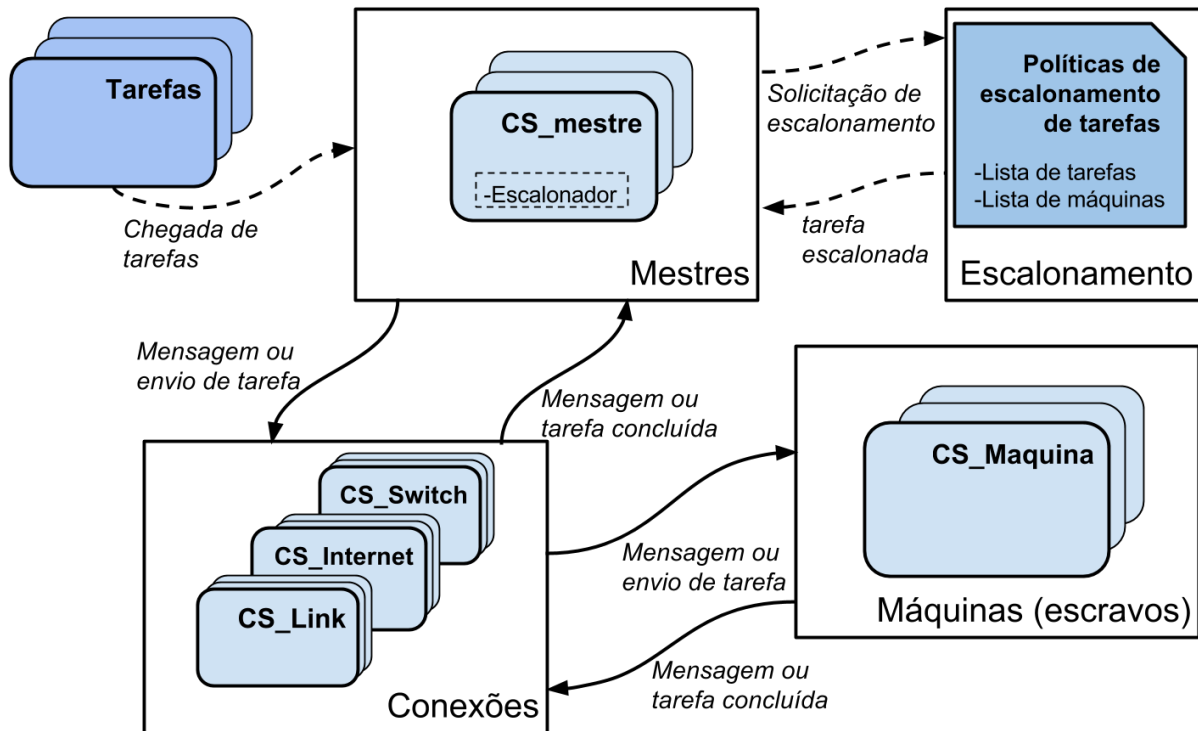 Tarefas
Chegada de
tarefas
CS_mestre
-Escalonador
Mestres
Solicitação de
escalonamento
tarefa
escalonada
Políticas de
escalonamento
de tarefas
-Lista de tarefas
-Lista de máquinas
Escalonamento
Mensagem ou
envio de tarefa
Mensagem ou
tarefa concluída
CS_Switch
CS_Internet
CS_Link
Conexões
Mensagem ou
envio de tarefa
Mensagem ou
tarefa concluída
CS_Maquina
Máquinas (escravos)